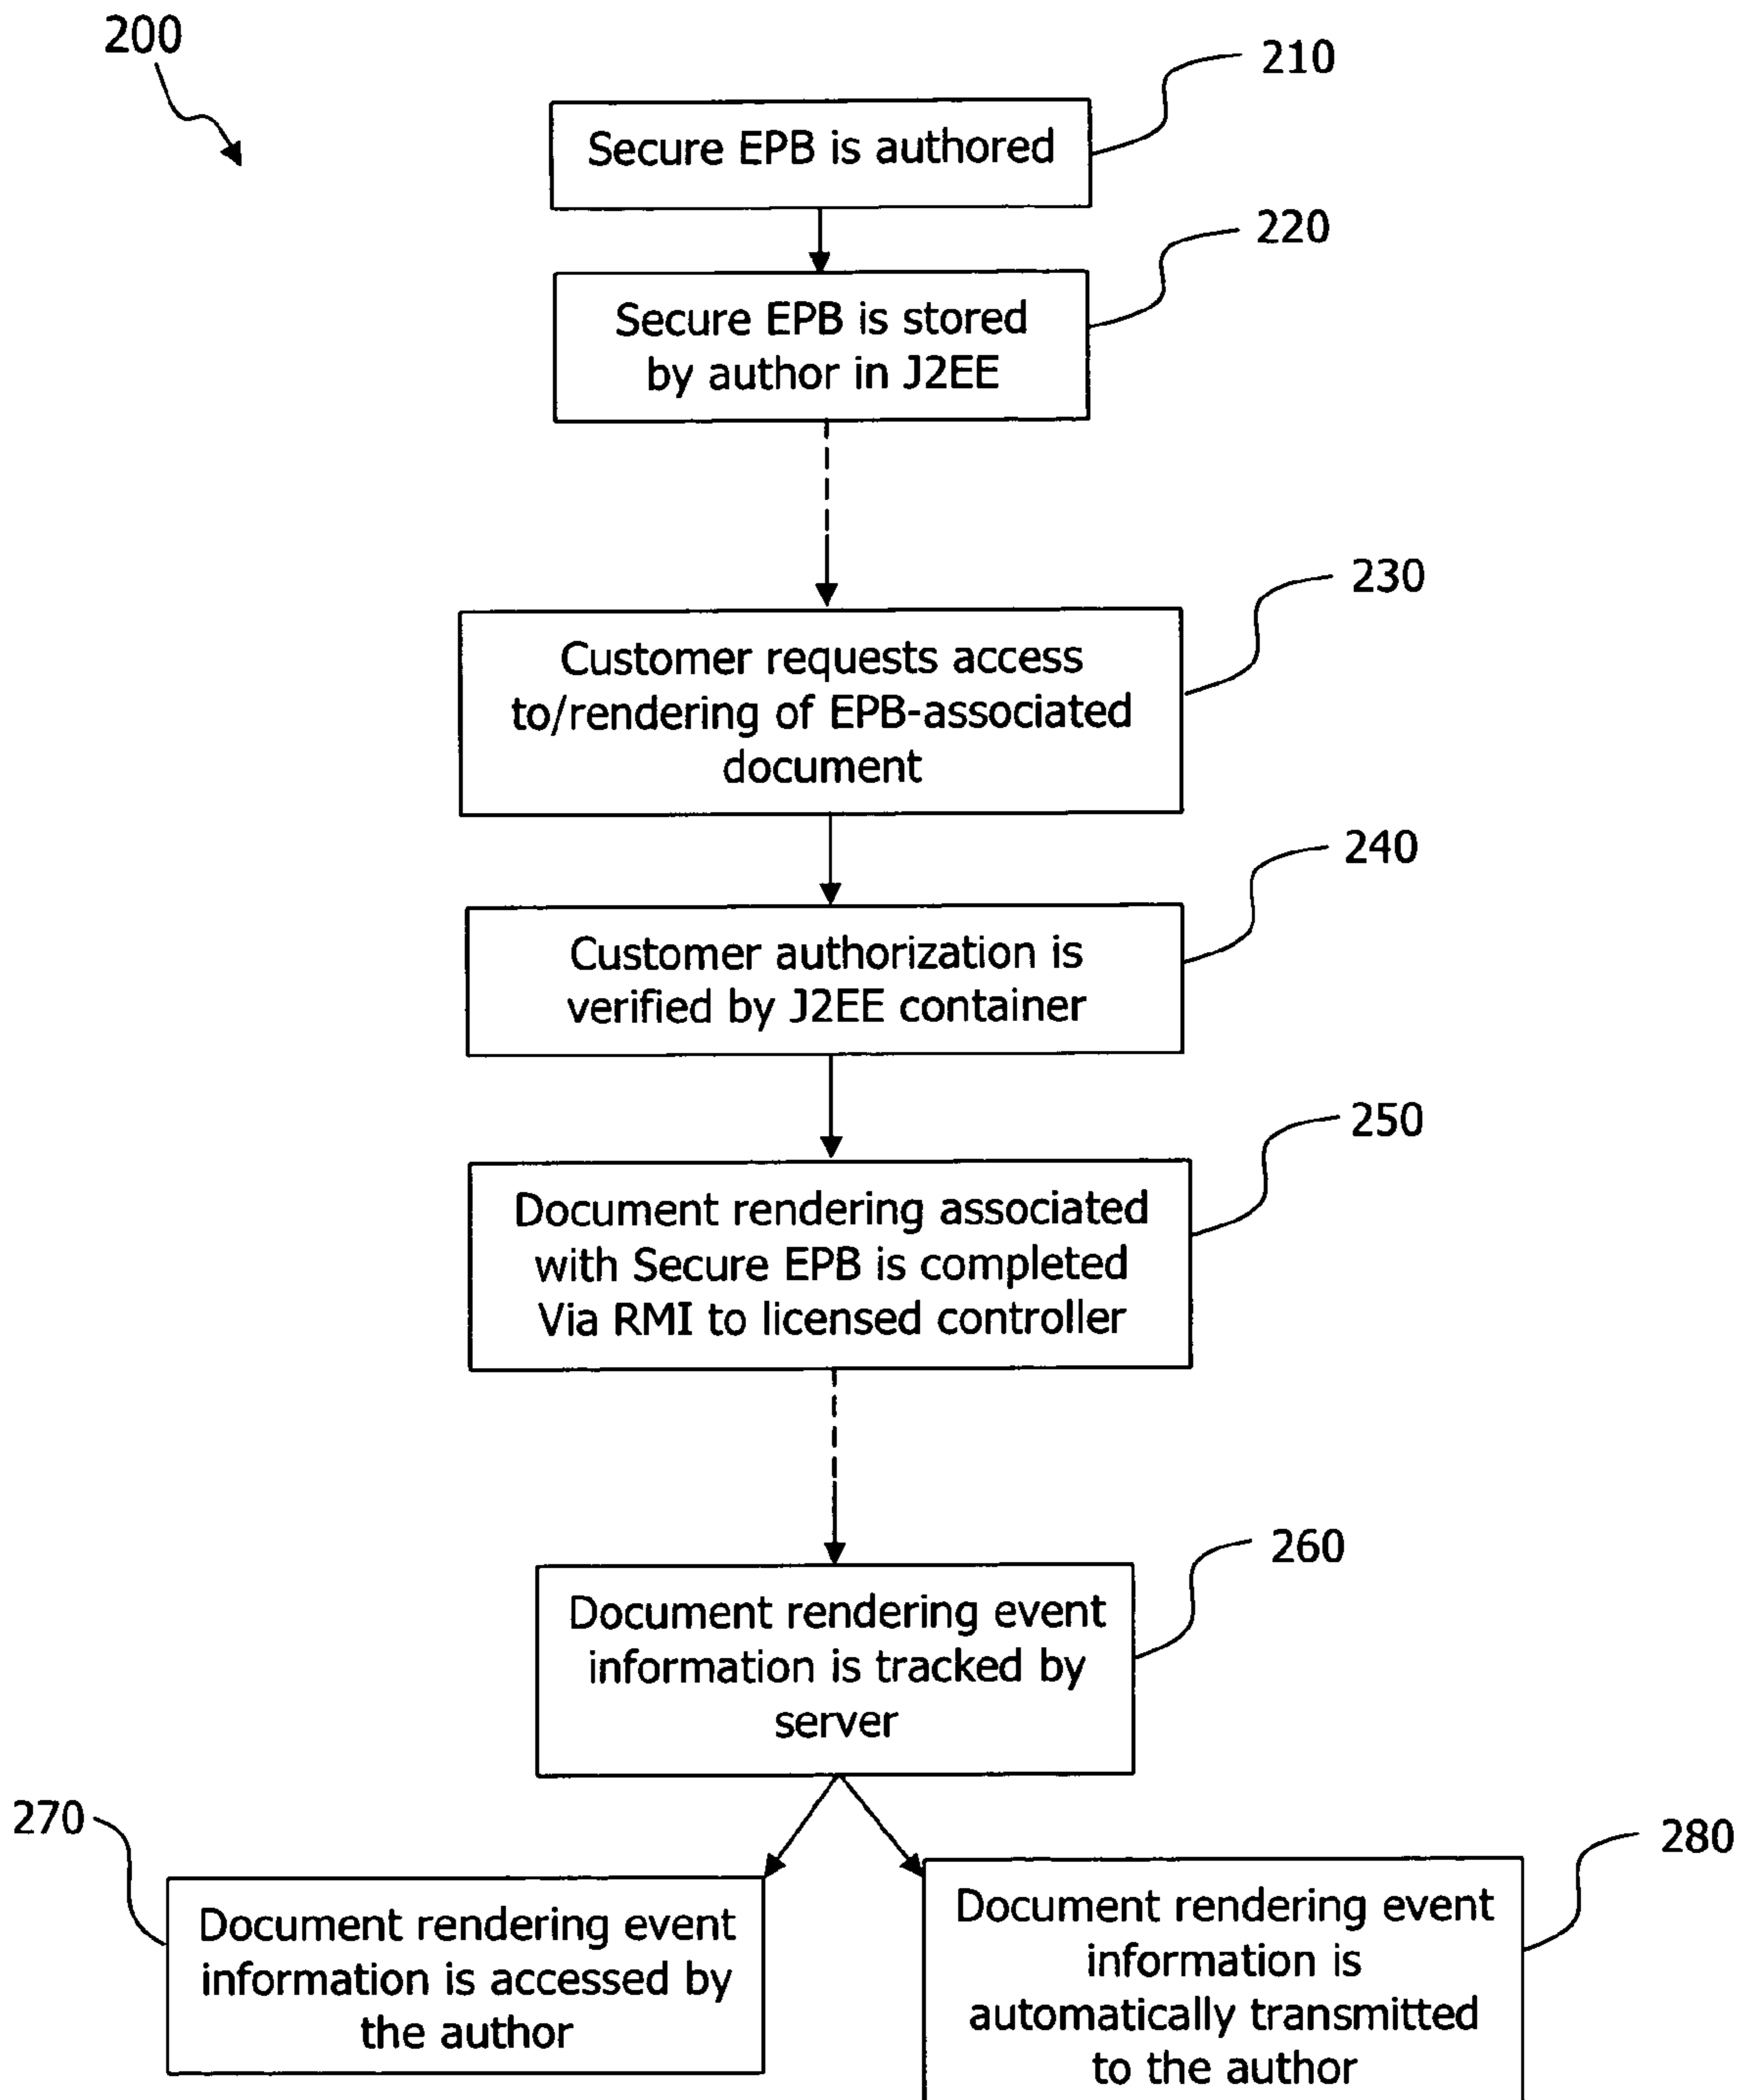 200
210
Secure EPB is authored
220
Secure EPB is stored
by author in J2EE
230
Customer requests access
to/rendering of EPB-associated
document
240
Customer authorization is
verified by J2EE container
250
Document rendering associated
with Secure EPB is completed
Via RMI to licensed controller
260
Document rendering event
information is tracked by
server
270
Document rendering event
information is accessed by
the author
280
Document rendering event
information is
automatically transmitted
to the author